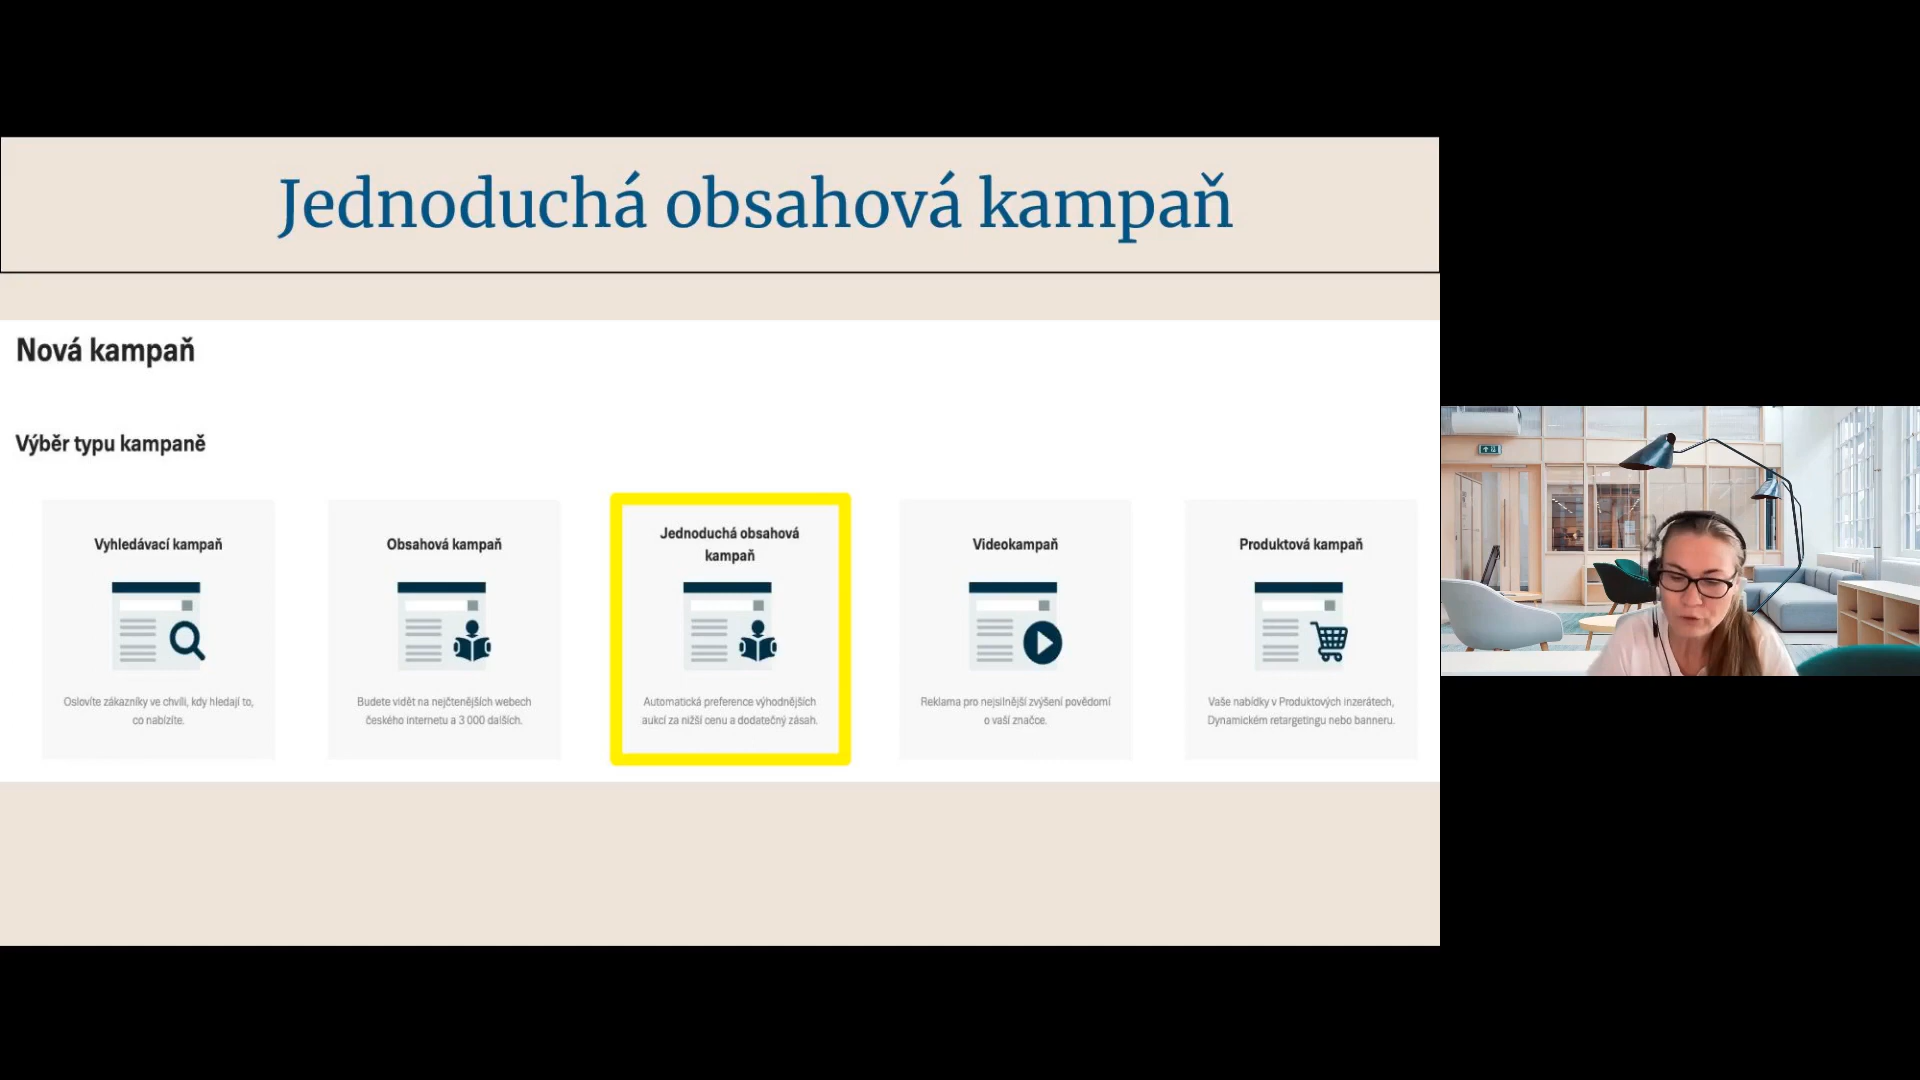 Jednoduchá obsahová kampaň
Nová kampaň
Výběr typu kampaně
Vyhledávací kampaň
Oslovíte zákazníky ve chvíli, kdy hledají to,
co nabízíte.
Obsahová kampaň
Budete vidět na nejčtenějších webech
českého internetu a 3 000 dalších.
Jednoduchá obsahová
kampaň
Automatická preference výhodnějších
aukcí za nižší cenu a dodatečný zásah.
Videokampaň
Reklama pro nejsilnější zvýšení povědomí
o vaší značce.
Produktová kampaň
Vaše nabídky v Produktových inzerátech,
Dynamickém retargetingu nebo banneru.